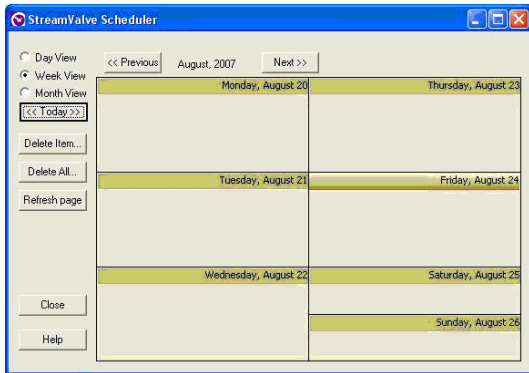 StreamValve Scheduler
Day View
Week View
Month View
<< Today >>
Delete Item...
Delete All...
Refresh page
Close
Help
<< Previous
August, 2007
Next >>
Monday, August 20
Tuesday, August 21
Wednesday, August 22
Thursday, August 23
Friday, August 24
Saturday, August 25
Sunday, August 26